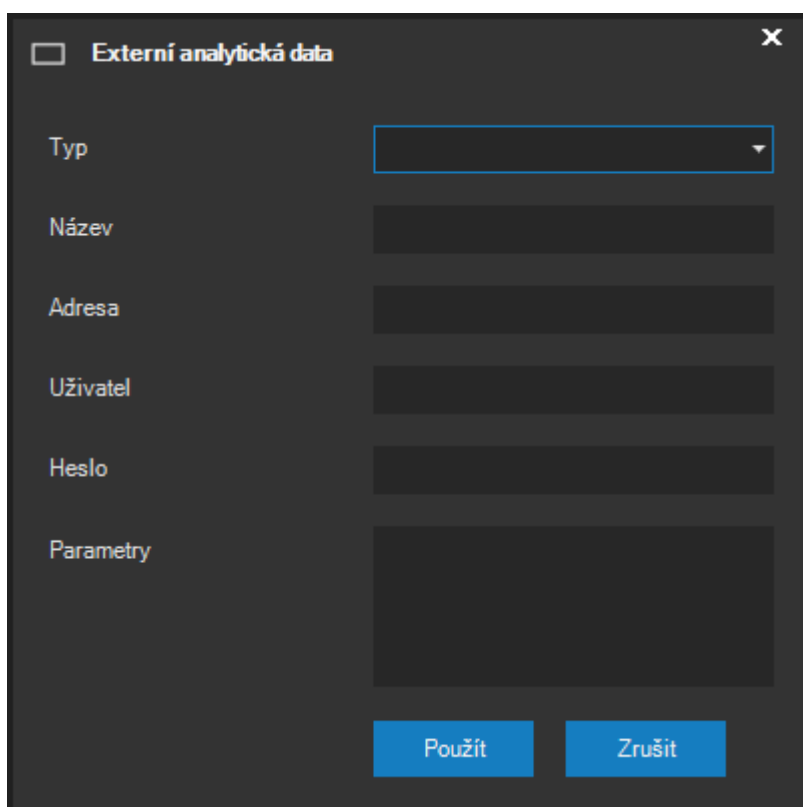 Externí analytická data
Typ
Název
Adresa
Uživatel
Heslo
Parametry
Použít
Zrušit